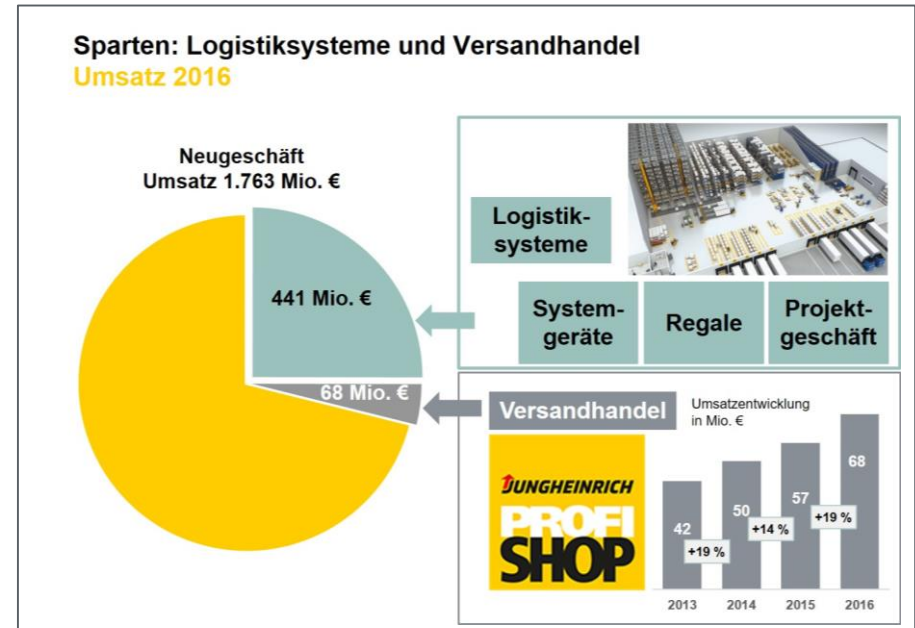 Sparten: Logistiksysteme und Versandhandel
Umsatz 2016
Neugeschäft
Umsatz 1.763 Mio. €
441 Mio. €
68 Mio. €
Logistik-
systeme
System-
geräte
Regale
Projekt-
geschäft
Versandhandel
Umsatzentwicklung
in Mio. €
JUNGHEINRICH
PROFI
SHOP
42
50
57
68
+19 %
+14 %
+19 %
2013
2014
2015
2016